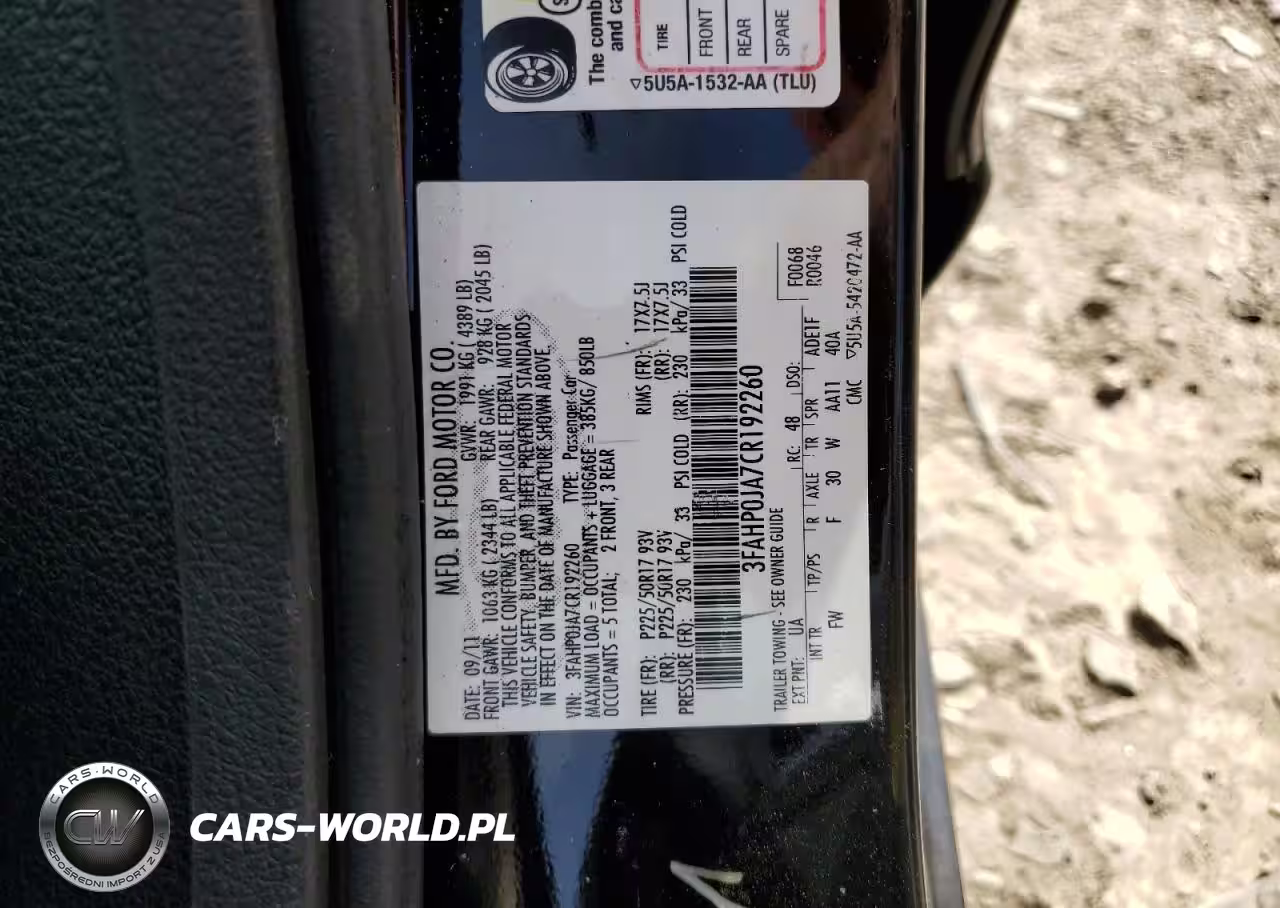 The comb
and ca
TIRE
FRONT
REAR
SPARE
▽5U5A-1532-AA (TLU)
MFD. BY FORD MOTOR CO.
DATE: 09/11 GVWR: 1991 KG ( 4389 LB)
FRONT GAWR: 1063 KG ( 2344 LB) REAR GAWR: 928 KG ( 2045 LB)
THIS VEHICLE CONFORMS TO ALL APPLICABLE FEDERAL MOTOR
VEHICLE SAFETY, BUMPER, AND THEFT PREVENTION STANDARDS
IN EFFECT ON THE DATE OF MANUFACTURE SHOWN ABOVE.
VIN: 3FAHP0JA7CR192260 TYPE: Passenger Car
MAXIMUM LOAD = OCCUPANTS + LUGGAGE = 385KG/ 850LB
OCCUPANTS = 5 TOTAL; 2 FRONT, 3 REAR
TIRE (FR): P225/50R17 93V RIMS (FR): 17X7.5J
(RR): P225/50R17 93V (RR): 17X7.5J
PRESSURE (FR): 230 kPa/ 33 PSI COLD (RR): 230 kPa/ 33 PSI COLD
3FAHP0JA7CR192260
TRAILER TOWING - SEE OWNER GUIDE
F0068
R0046
EXT PNT: UA RC: 48 DSO:
INT TR TP/PS R AXLE TR SPR ADE1F
FW F 30 W AA11 40A
CMC ▽5U5A-5420472-AA
CARS-WORLD
CW
BEZPOŚREDNI IMPORT Z USA
CARS-WORLD.PL